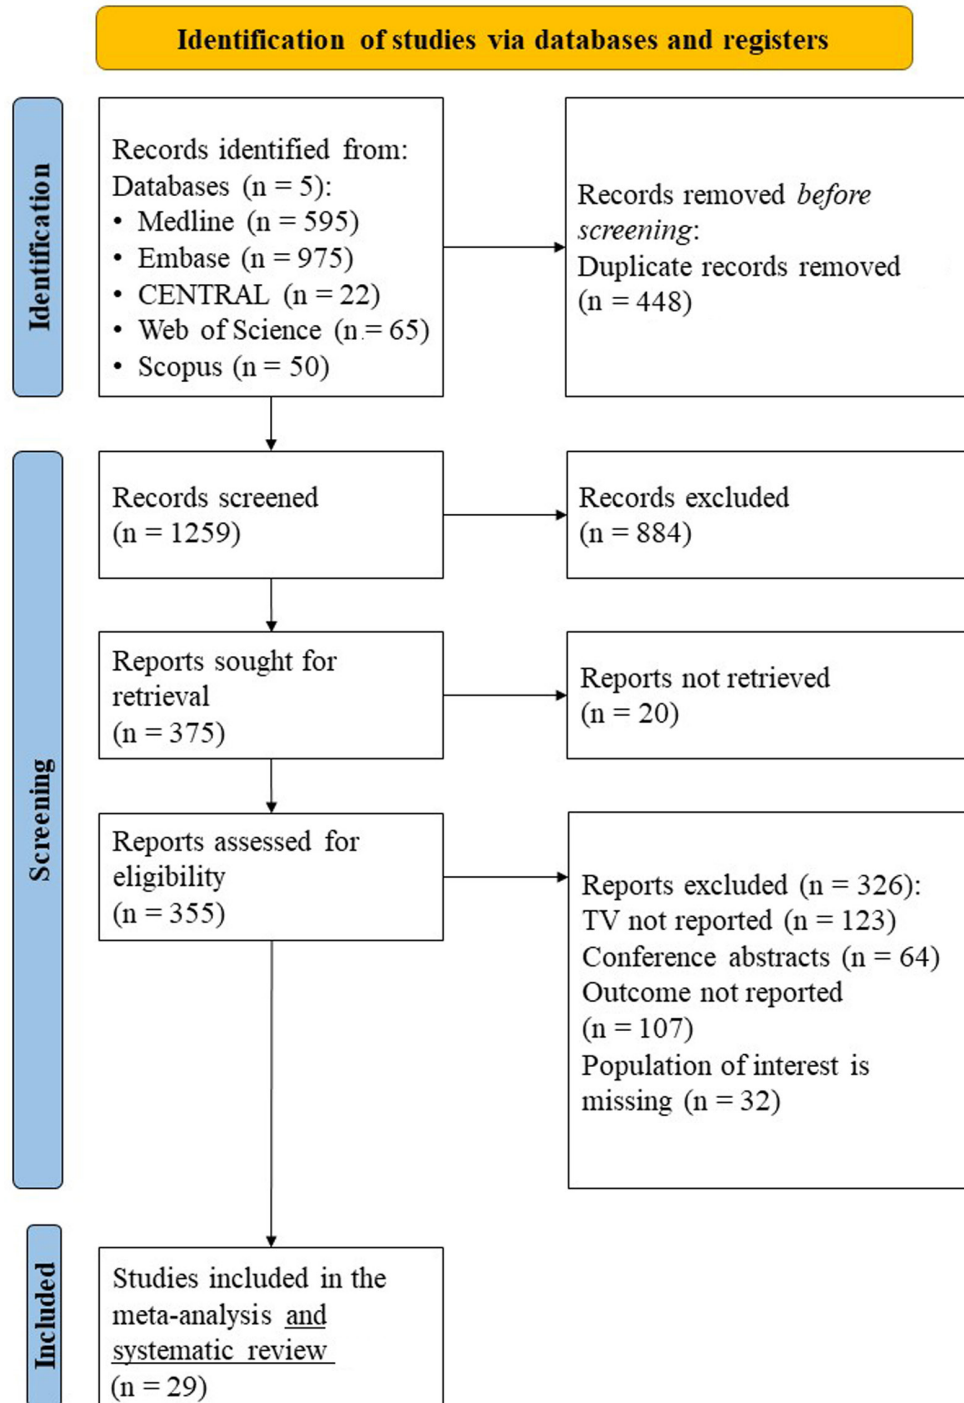 Identification of studies via databases and registers
Identification
Records identified from:
Databases (n = 5):
• Medline (n = 595)
• Embase (n = 975)
• CENTRAL (n = 22)
• Web of Science (n = 65)
• Scopus (n = 50)
Records removed before
screening:
Duplicate records removed
(n = 448)
Screening
Records screened
(n = 1259)
Records excluded
(n = 884)
Reports sought for
retrieval
(n = 375)
Reports not retrieved
(n = 20)
Reports assessed for
eligibility
(n = 355)
Reports excluded (n = 326):
TV not reported (n = 123)
Conference abstracts (n = 64)
Outcome not reported
(n = 107)
Population of interest is
missing (n = 32)
Included
Studies included in the
meta-analysis and
systematic review
(n = 29)